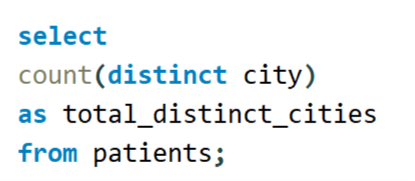 select
count(distinct city)
as total_distinct_cities
from patients;